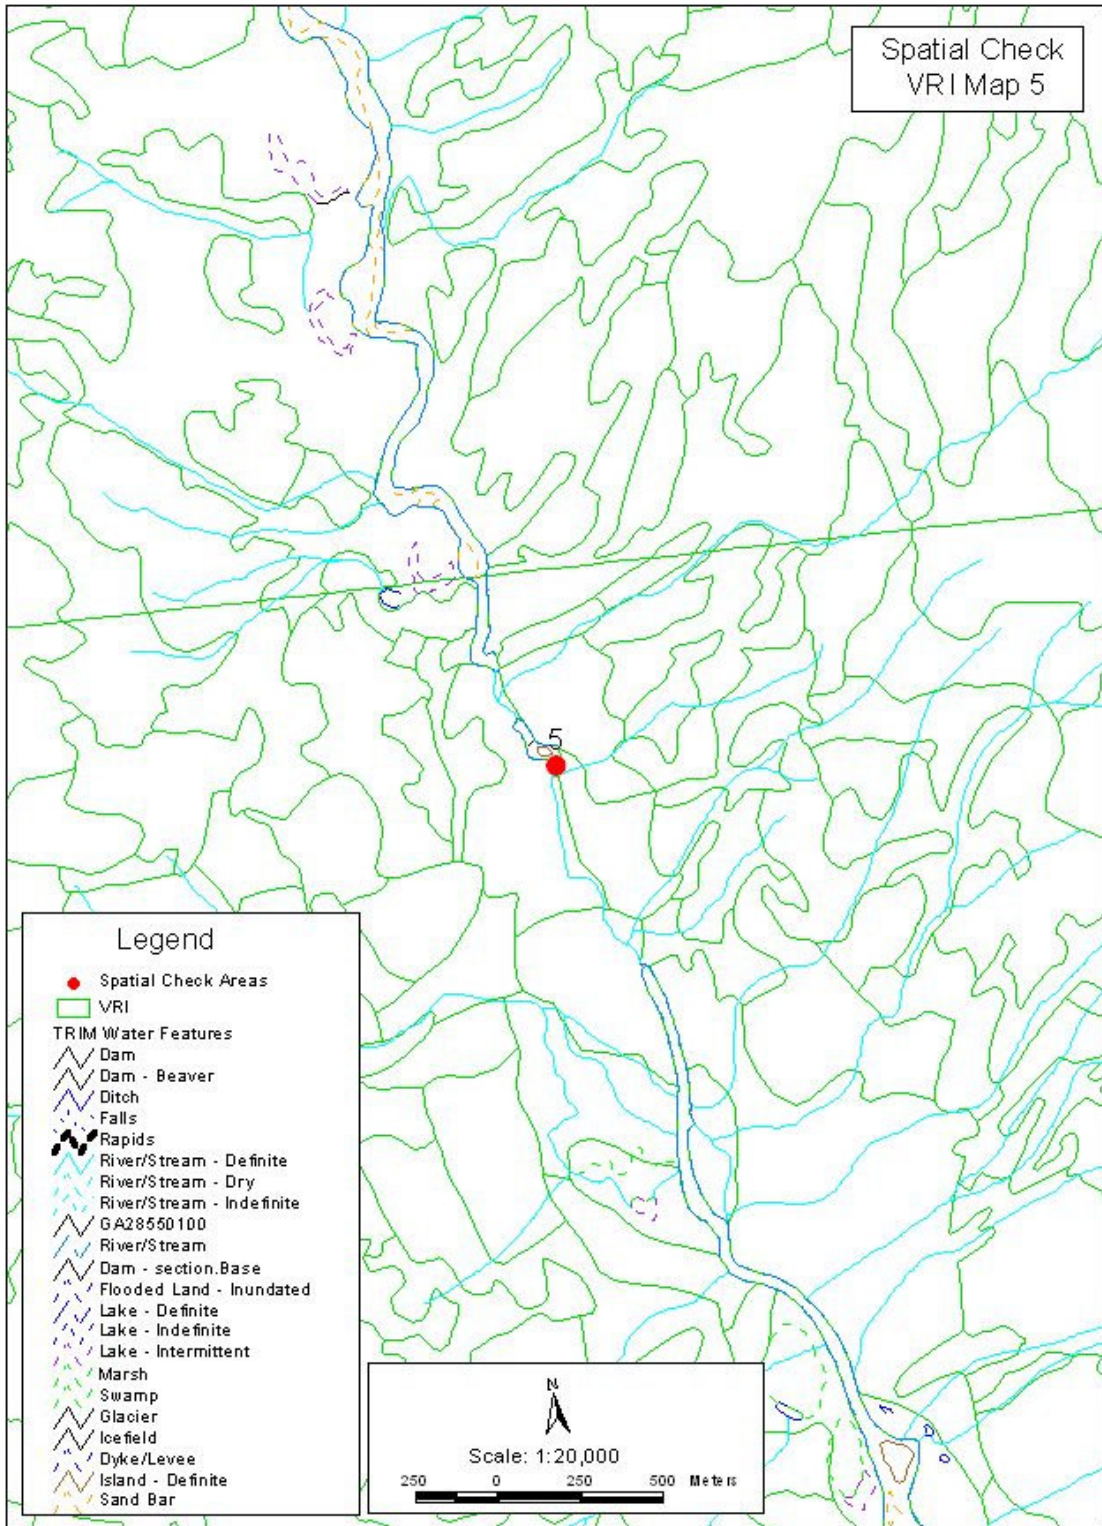 Spatial Check
VRI Map 5
5
Legend
Spatial Check Areas
VRI
TRIM Water Features
Dam
Dam - Beaver
Ditch
Falls
Rapids
River/Stream - Definite
River/Stream - Dry
River/Stream - Indefinite
GA28550100
River/Stream
Dam - section.Base
Flooded Land - Inundated
Lake - Definite
Lake - Indefinite
Lake - Intermittent
Marsh
Swamp
Glacier
Icefield
Dyke/Levee
Island - Definite
Sand Bar
N
Scale: 1:20,000
250 0 250 500 Meters